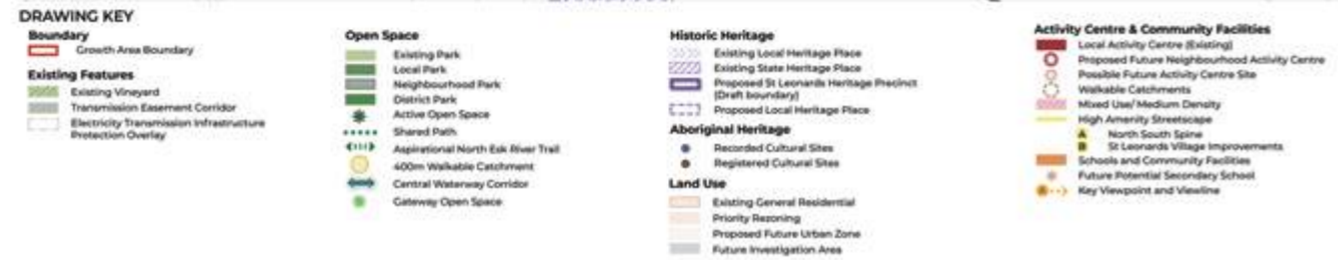 DRAWING KEY
Boundary
Growth Area Boundary
Existing Features
Existing Vineyard
Transmission Easement Corridor
Electricity Transmission Infrastructure
Protection Overlay
Open Space
Existing Park
Local Park
Neighbourhood Park
District Park
Active Open Space
Shared Path
Aspirational North Esk River Trail
400m Walkable Catchment
Central Waterway Corridor
Gateway Open Space
Historic Heritage
Existing Local Heritage Place
Existing State Heritage Place
Proposed St Leonards Heritage Precinct
(Draft boundary)
Proposed Local Heritage Place
Aboriginal Heritage
Recorded Cultural Sites
Registered Cultural Sites
Land Use
Existing General Residential
Priority Rezoning
Proposed Future Urban Zone
Future Investigation Area
Activity Centre & Community Facilities
Local Activity Centre (Existing)
Proposed Future Neighbourhood Activity Centre
Possible Future Activity Centre Site
Walkable Catchments
Mixed Use/ Medium Density
High Amenity Streetscape
A North South Spine
B St Leonards Village Improvements
Schools and Community Facilities
Future Potential Secondary School
Key Viewpoint and Viewline